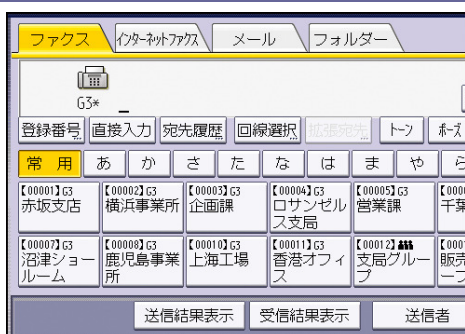 ファクス インターネットファクス メール フォルダー
G3* _
登録番号 直接入力 宛先履歴 回線選択 拡張宛先 トーン ポーズ
常用 あ か さ た な は ま や ら
【00001】G3 【00002】G3 【00003】G3 【00004】G3 【00005】G3
赤坂支店 横浜事業所 企画課 ロサンゼル 営業課 千葉
ス支局
【00007】G3 【00008】G3 【00010】G3 【00011】G3 【00012】
沼津ショー 鹿児島事業 上海工場 香港オフィ 支局グルー 販売
ルーム 所 ス プ ープ
送信結果表示 受信結果表示 送信者